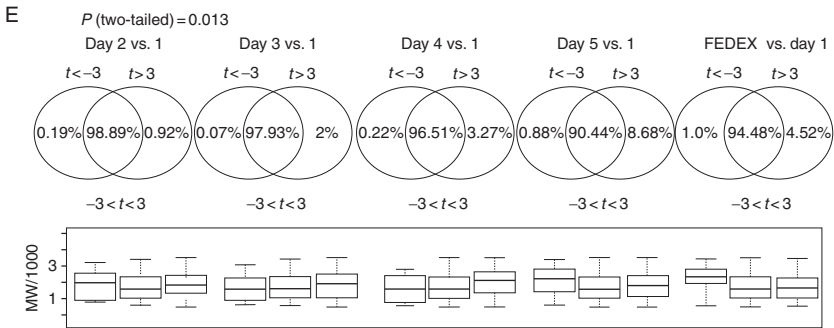 E
P (two-tailed) = 0.013
Day 2 vs. 1 Day 3 vs. 1 Day 4 vs. 1 Day 5 vs. 1 FEDEX vs. day 1
t < −3 t > 3 t < −3 t > 3 t < −3 t > 3 t < −3 t > 3 t < −3 t > 3
0.19% 98.89% 0.92% 0.07% 97.93% 2% 0.22% 96.51% 3.27% 0.88% 90.44% 8.68% 1.0% 94.48% 4.52%
−3 < t < 3 −3 < t < 3 −3 < t < 3 −3 < t < 3 −3 < t < 3
MW/1000
3
1